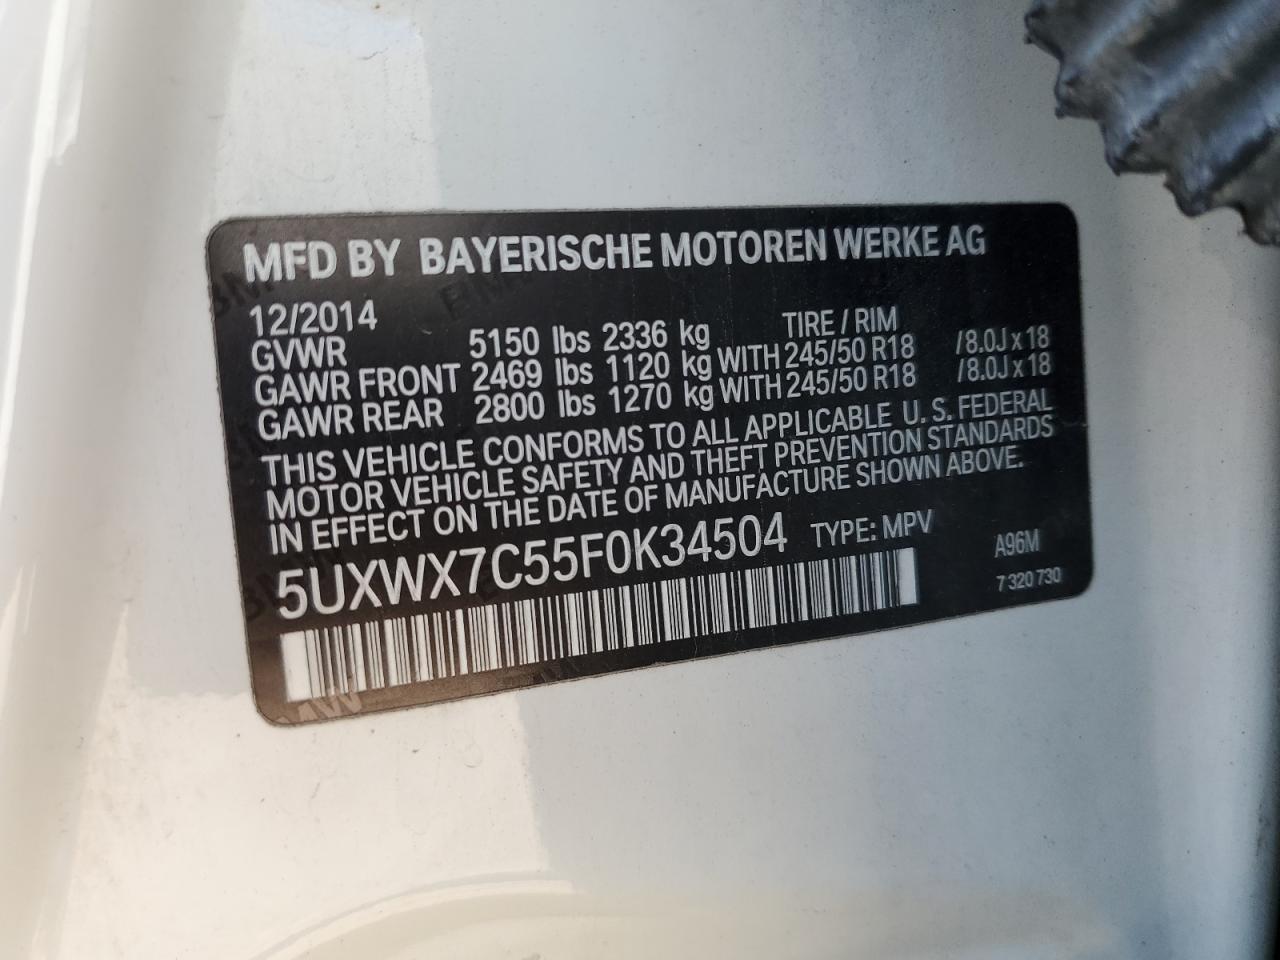 MFD BY BAYERISCHE MOTOREN WERKE AG
12/2014
GVWR 5150 lbs 2336 kg TIRE / RIM
GAWR FRONT 2469 lbs 1120 kg WITH 245/50 R18 /8.0J x 18
GAWR REAR 2800 lbs 1270 kg WITH 245/50 R18 /8.0J x 18
THIS VEHICLE CONFORMS TO ALL APPLICABLE U. S. FEDERAL
MOTOR VEHICLE SAFETY AND THEFT PREVENTION STANDARDS
IN EFFECT ON THE DATE OF MANUFACTURE SHOWN ABOVE.
5UXWX7C55F0K34504 TYPE: MPV
A96M
7 320 730